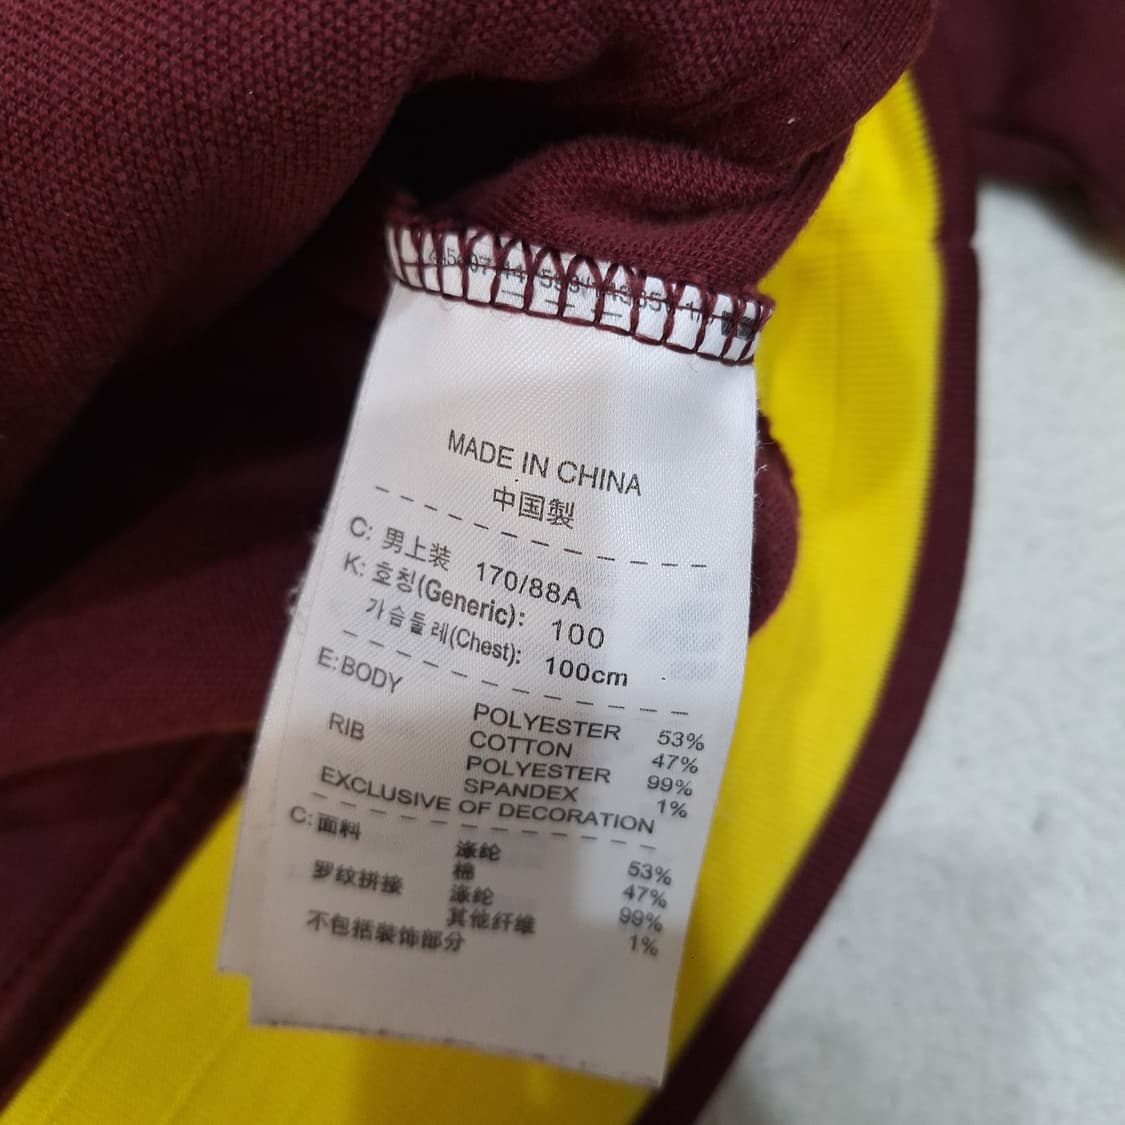 MADE IN CHINA
中国製
C: 男上装 170/88A
K: 호칭(Generic): 100
가슴둘레(Chest): 100cm
E:BODY
POLYESTER 53%
COTTON 47%
RIB
POLYESTER 99%
SPANDEX 1%
EXCLUSIVE OF DECORATION
C:面料
涤纶 53%
棉 47%
罗纹拼接
涤纶 99%
其他纤维 1%
不包括装饰部分